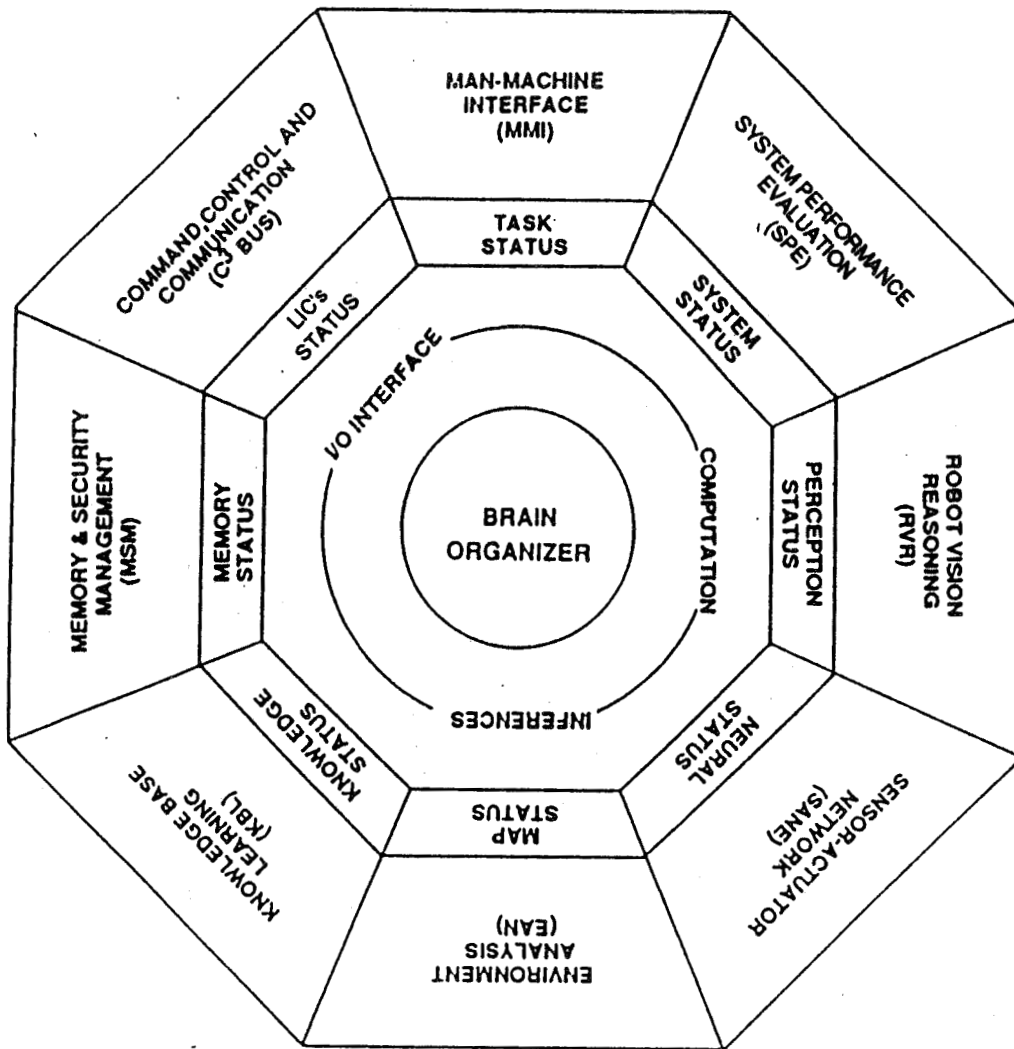 MAN-MACHINE
INTERFACE
(MMI)
TASK
STATUS
SYSTEM PERFORMANCE
EVALUATION
(SPE)
SYSTEM
STATUS
ROBOT VISION
REASONING
(RVR)
PERCEPTION
STATUS
SENSOR-ACTUATOR
NETWORK
(SANE)
NEURAL
STATUS
ENVIRONMENT
ANALYSIS
(EAN)
MAP
STATUS
KNOWLEDGE BASE
LEARNING
(KBL)
KNOWLEDGE
STATUS
MEMORY & SECURITY
MANAGEMENT
(MSM)
MEMORY
STATUS
COMMAND, CONTROL AND
COMMUNICATION
(C³ BUS)
LIC's
STATUS
I/O INTERFACE
COMPUTATION
INFERENCES
BRAIN
ORGANIZER